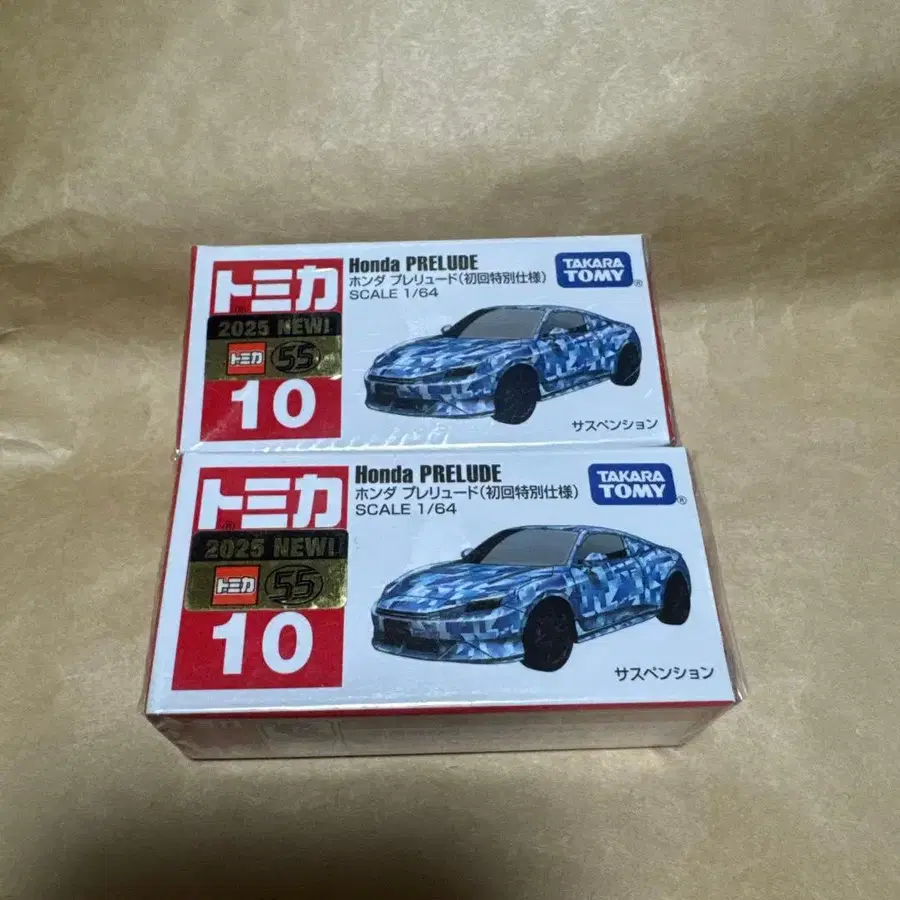 トミカ
Honda PRELUDE
ホンダ プレリュード(初回特別仕様)
SCALE 1/64
TAKARA
TOMY®
2025 NEW!
トミカ 55
10
サスペンション
トミカ
®
Honda PRELUDE
ホンダ プレリュード(初回特別仕様)
SCALE 1/64
TAKARA
TOMY®
2025 NEW!
トミカ 55
10
サスペンション